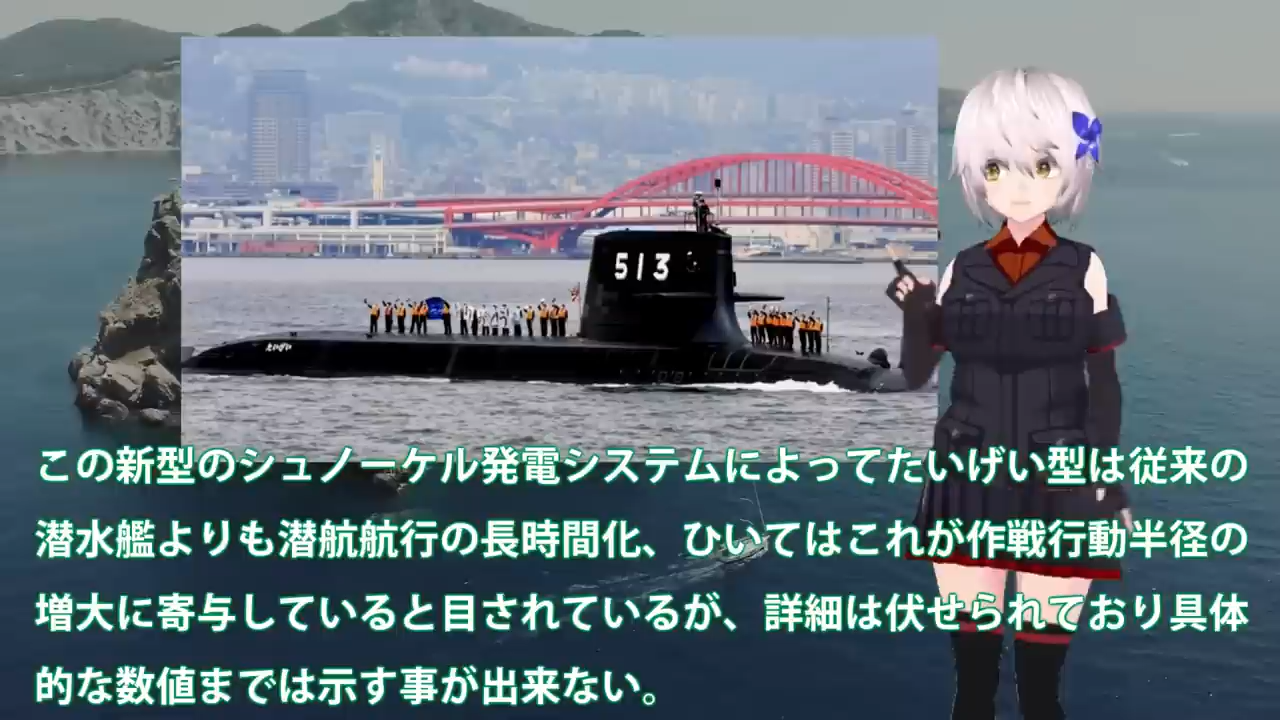 513
たいげい
この新型のシュノーケル発電システムによってたいげい型は従来の
潜水艦よりも潜航航行の長時間化、ひいてはこれが作戦行動半径の
増大に寄与していると目されているが、詳細は伏せられており具体
的な数値までは示す事が出来ない。